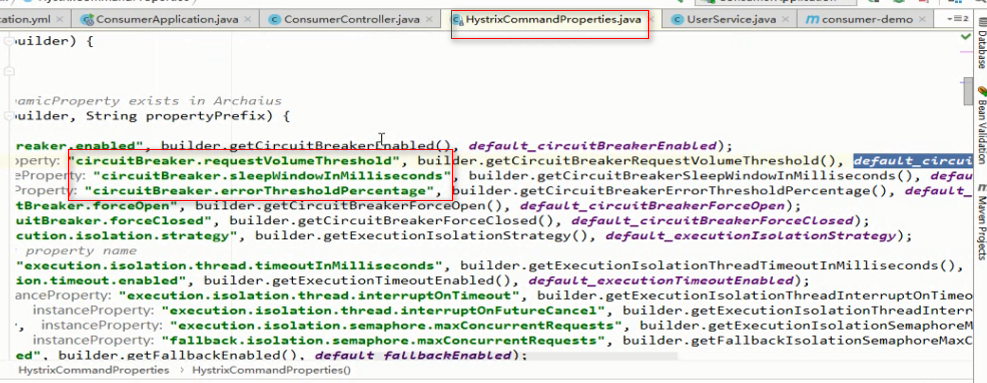 cation.yml ConsumerApplication.java ConsumerController.java HystrixCommandProperties.java UserService.java consumer-demo
builder) {
amicProperty exists in Archaius
builder, String propertyPrefix) {
reaker.enabled", builder.getCircuitBreakerEnabled(), default_circuitBreakerEnabled);
operty: "circuitBreaker.requestVolumeThreshold", builder.getCircuitBreakerRequestVolumeThreshold(), default_circui
eProperty: "circuitBreaker.sleepWindowInMilliseconds", builder.getCircuitBreakerSleepWindowInMilliseconds(), defau
Property: "circuitBreaker.errorThresholdPercentage", builder.getCircuitBreakerErrorThresholdPercentage(), default_
tBreaker.forceOpen", builder.getCircuitBreakerForceOpen(), default_circuitBreakerForceOpen);
uitBreaker.forceClosed", builder.getCircuitBreakerForceClosed(), default_circuitBreakerForceClosed);
cution.isolation.strategy", builder.getExecutionIsolationStrategy(), default_executionIsolationStrategy);
property name
"execution.isolation.thread.timeoutInMilliseconds", builder.getExecutionIsolationThreadTimeoutInMilliseconds(),
ion.timeout.enabled", builder.getExecutionTimeoutEnabled(), default_executionTimeoutEnabled);
anceProperty: "execution.isolation.thread.interruptOnTimeout", builder.getExecutionIsolationThreadInterruptOnTimeo
instanceProperty: "execution.isolation.thread.interruptOnFutureCancel", builder.getExecutionIsolationThreadInterr
, instanceProperty: "execution.isolation.semaphore.maxConcurrentRequests", builder.getExecutionIsolationSemaphoreM
instanceProperty: "fallback.isolation.semaphore.maxConcurrentRequests", builder.getFallbackIsolationSemaphoreMaxC
ed", builder.getFallbackEnabled(), default_fallbackEnabled);
HystrixCommandProperties HystrixCommandProperties()
Database
Bean Validation
Maven Projects